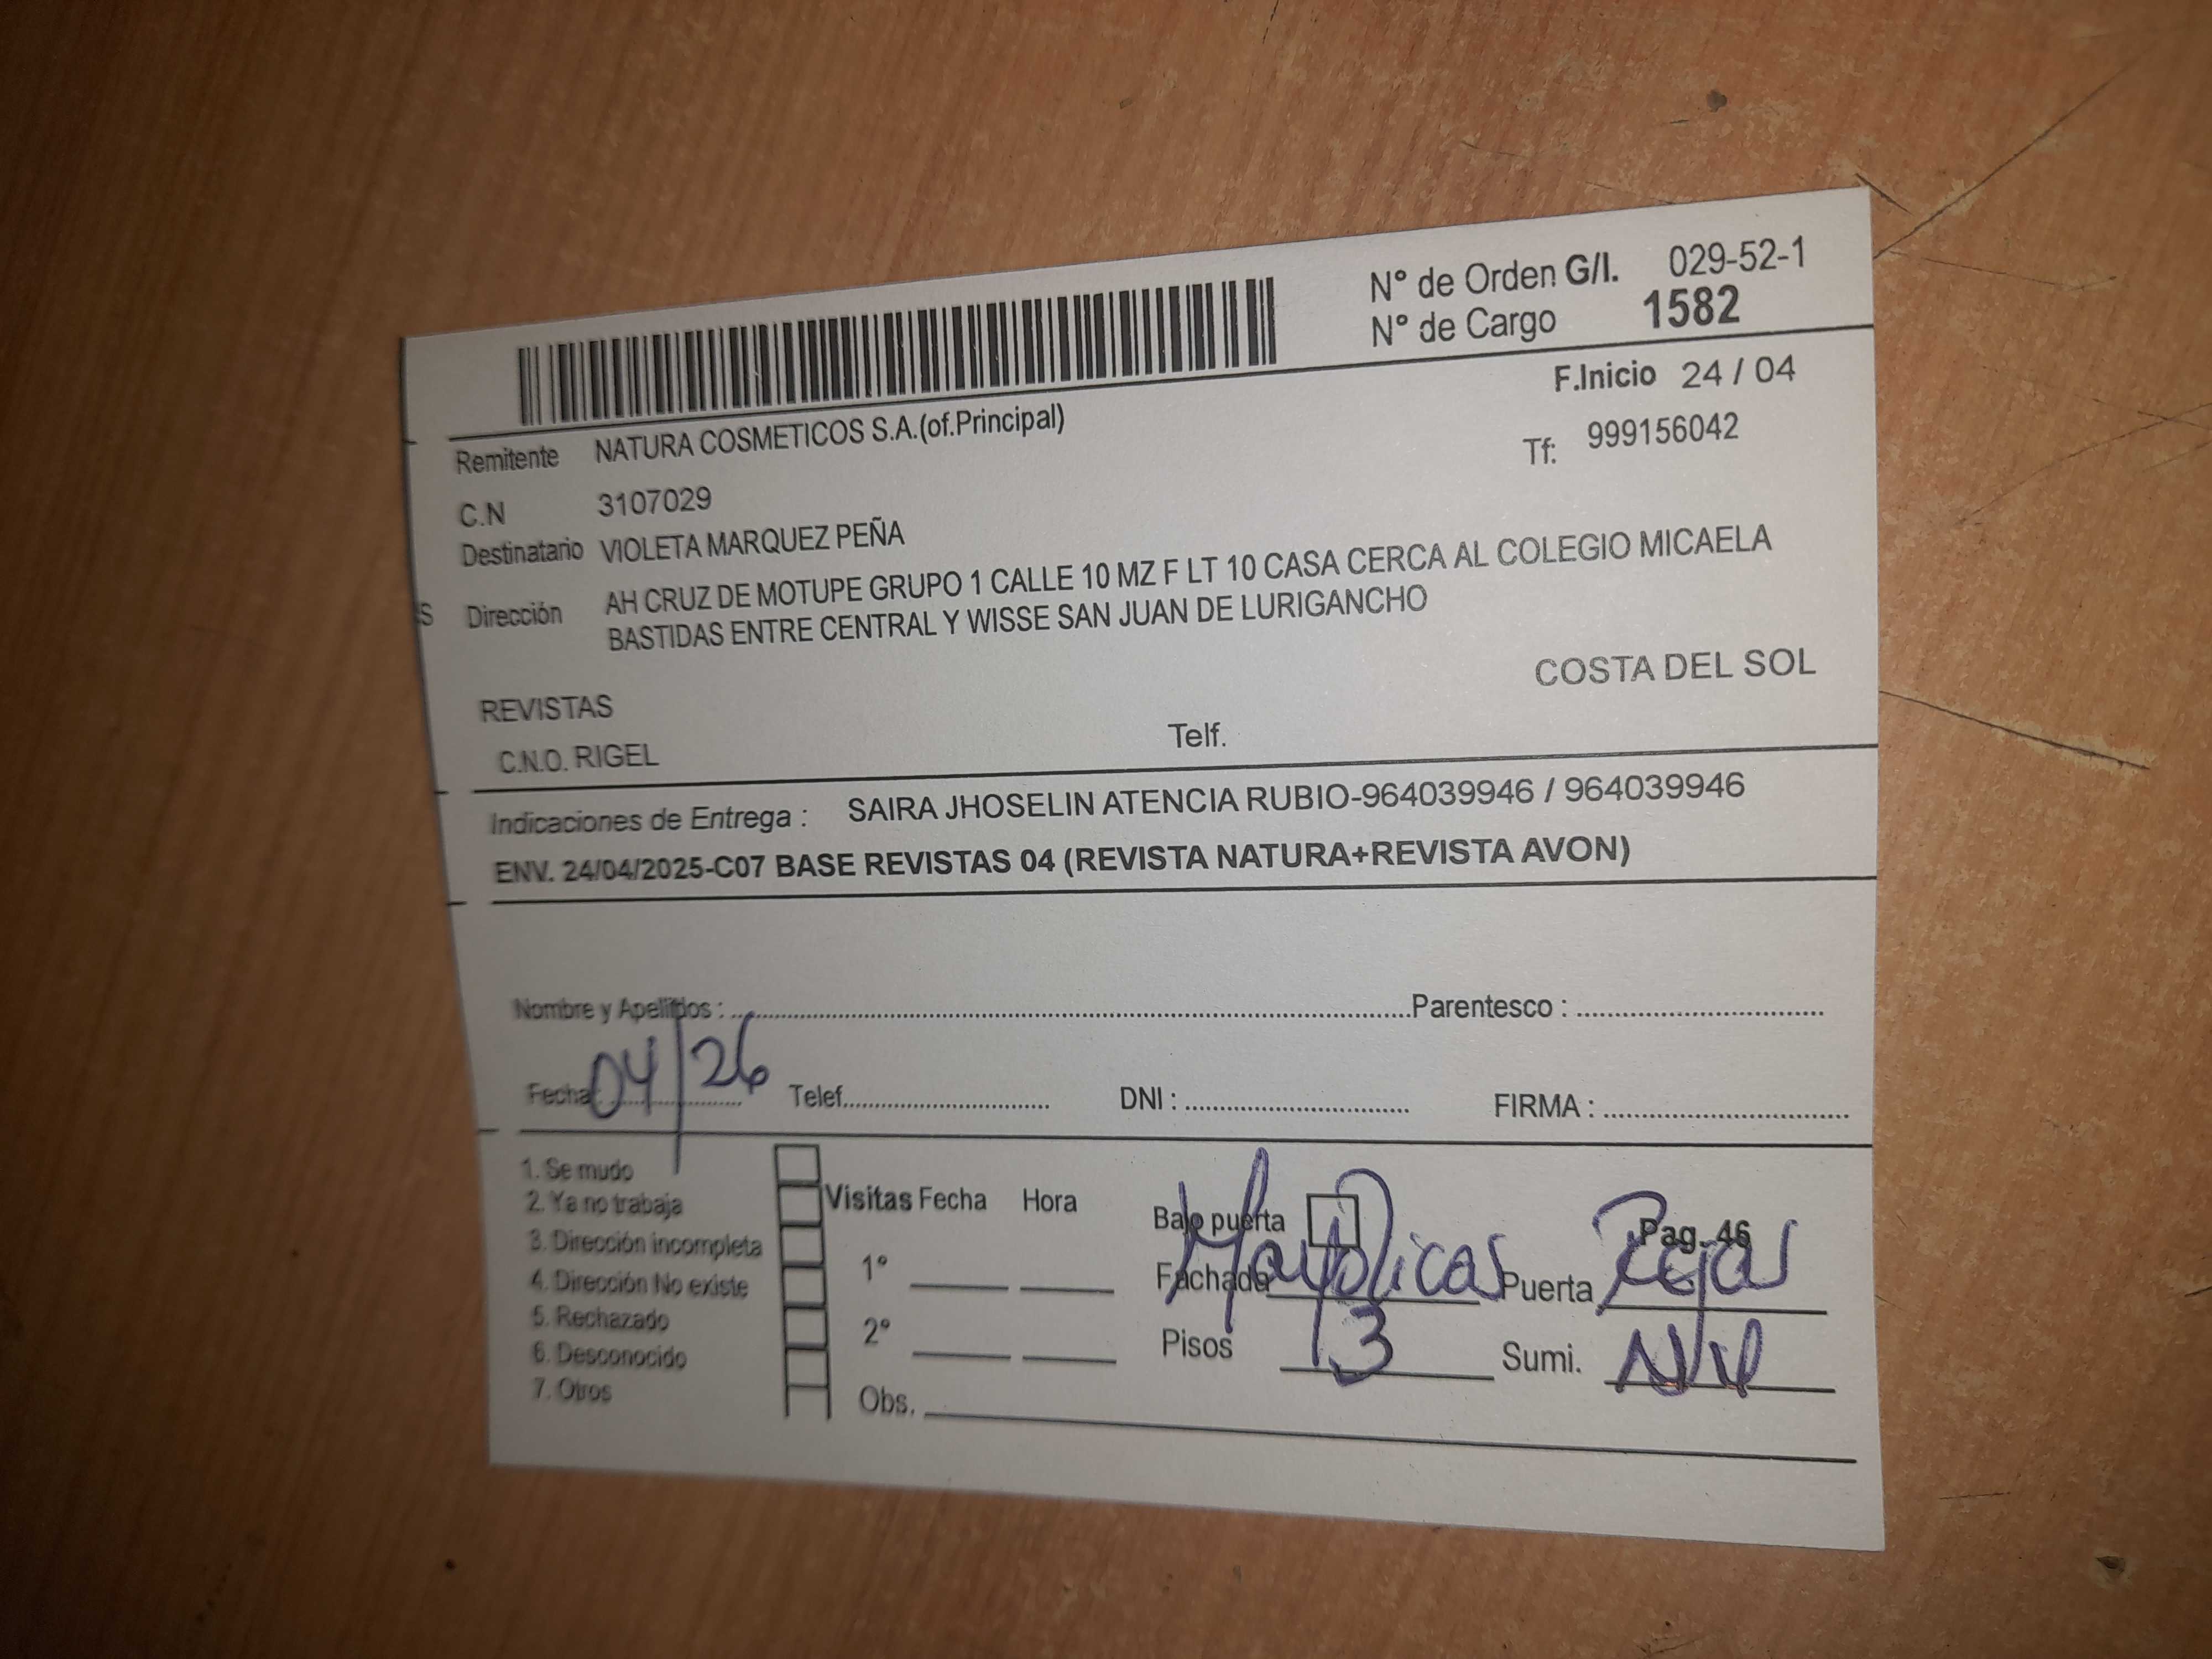 N° de Orden G/I. 029-52-1
N° de Cargo 1582
F.Inicio 24 / 04
Remitente NATURA COSMETICOS S.A.(of.Principal)
Tf: 999156042
C.N 3107029
Destinatario VIOLETA MARQUEZ PEÑA
Dirección AH CRUZ DE MOTUPE GRUPO 1 CALLE 10 MZ F LT 10 CASA CERCA AL COLEGIO MICAELA
BASTIDAS ENTRE CENTRAL Y WISSE SAN JUAN DE LURIGANCHO
S
COSTA DEL SOL
REVISTAS
C.N.O. RIGEL Telf.
Indicaciones de Entrega : SAIRA JHOSELIN ATENCIA RUBIO-964039946 / 964039946
ENV. 24/04/2025-C07 BASE REVISTAS 04 (REVISTA NATURA+REVISTA AVON)
Nombre y Apellidos : Parentesco :
Fecha: 04/26 Telef. DNI : FIRMA :
1. Se mudo
2. Ya no trabaja
3. Dirección incompleta
4. Dirección No existe
5. Rechazado
6. Desconocido
7. Otros
Visitas Fecha Hora
1°
2°
Obs.
Bajo puerta Pag. 46
Fachada Mayolicas Puerta Rejas
Pisos 3 Sumi.